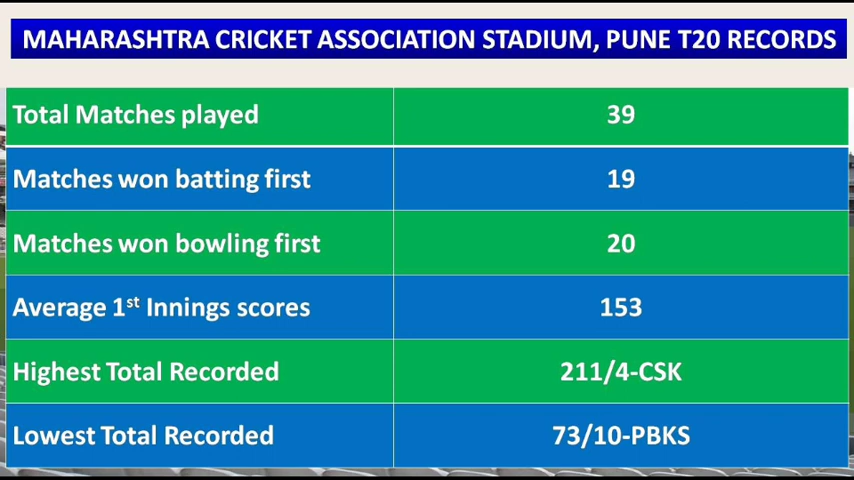 MAHARASHTRA CRICKET ASSOCIATION STADIUM, PUNE T20 RECORDS
Total Matches played 39
Matches won batting first 19
Matches won bowling first 20
Average 1st Innings scores 153
Highest Total Recorded 211/4-CSK
Lowest Total Recorded 73/10-PBKS